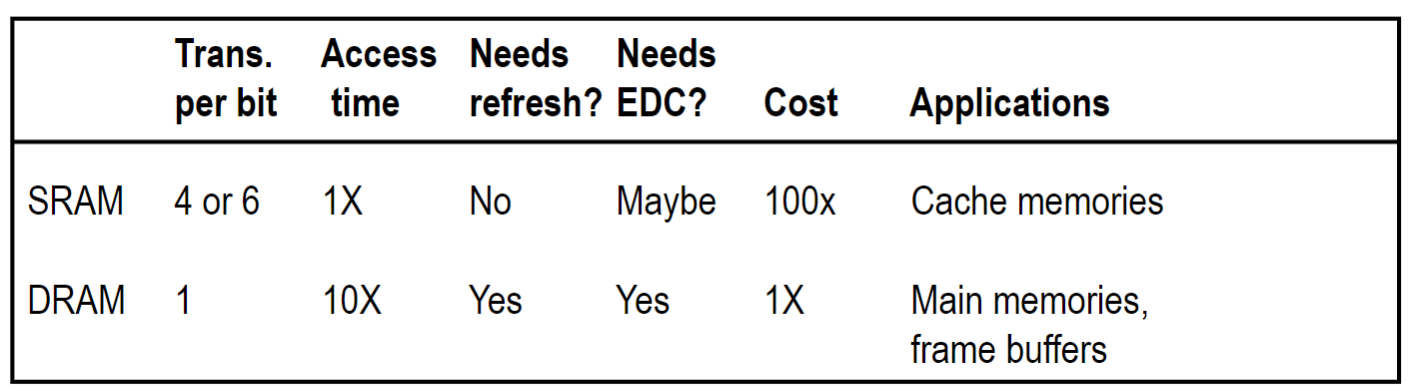 Trans. Access Needs Needs
per bit time refresh? EDC? Cost Applications
SRAM 4 or 6 1X No Maybe 100x Cache memories
DRAM 1 10X Yes Yes 1X Main memories,
frame buffers